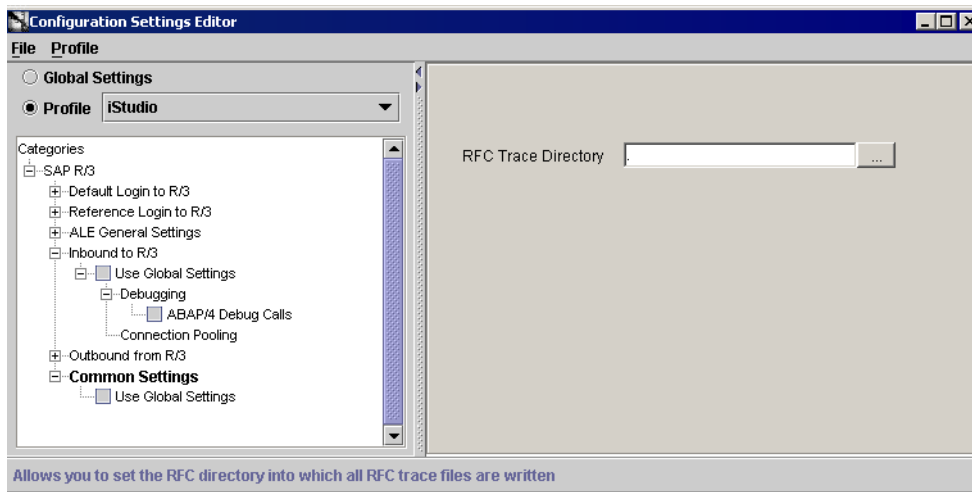 Configuration Settings Editor
File Profile
Global Settings
Profile iStudio
Categories
SAP R/3
Default Login to R/3
Reference Login to R/3
ALE General Settings
Inbound to R/3
Use Global Settings
Debugging
ABAP/4 Debug Calls
Connection Pooling
Outbound from R/3
Common Settings
Use Global Settings
RFC Trace Directory . ...
Allows you to set the RFC directory into which all RFC trace files are written